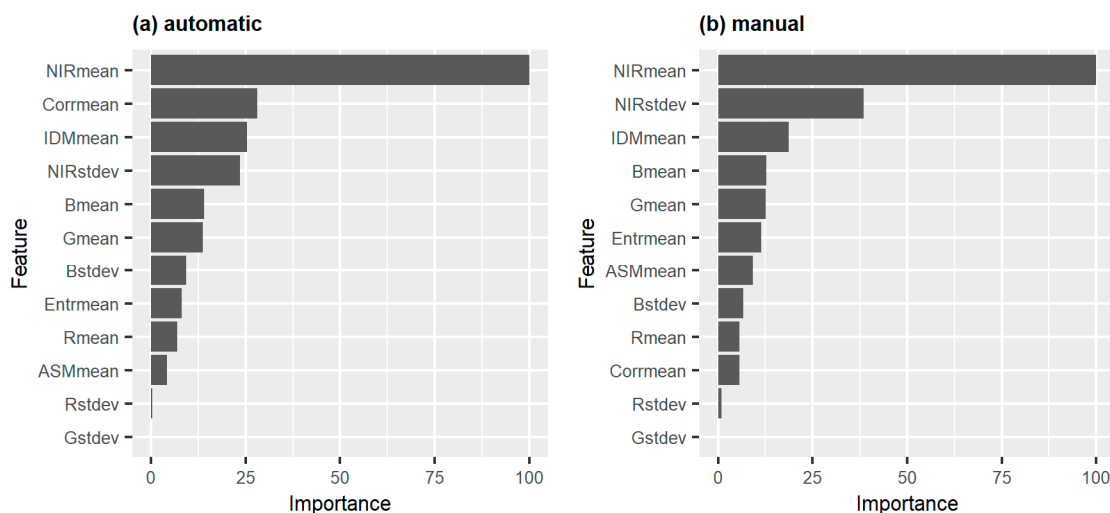 (a) automatic
NIRmean
Corrmean
IDMmean
NIRstdev
Bmean
Gmean
Bstdev
Entrmean
Rmean
ASMmean
Rstdev
Gstdev
Feature
0 25 50 75 100
Importance
(b) manual
NIRmean
NIRstdev
IDMmean
Bmean
Gmean
Entrmean
ASMmean
Bstdev
Rmean
Corrmean
Rstdev
Gstdev
Feature
0 25 50 75 100
Importance